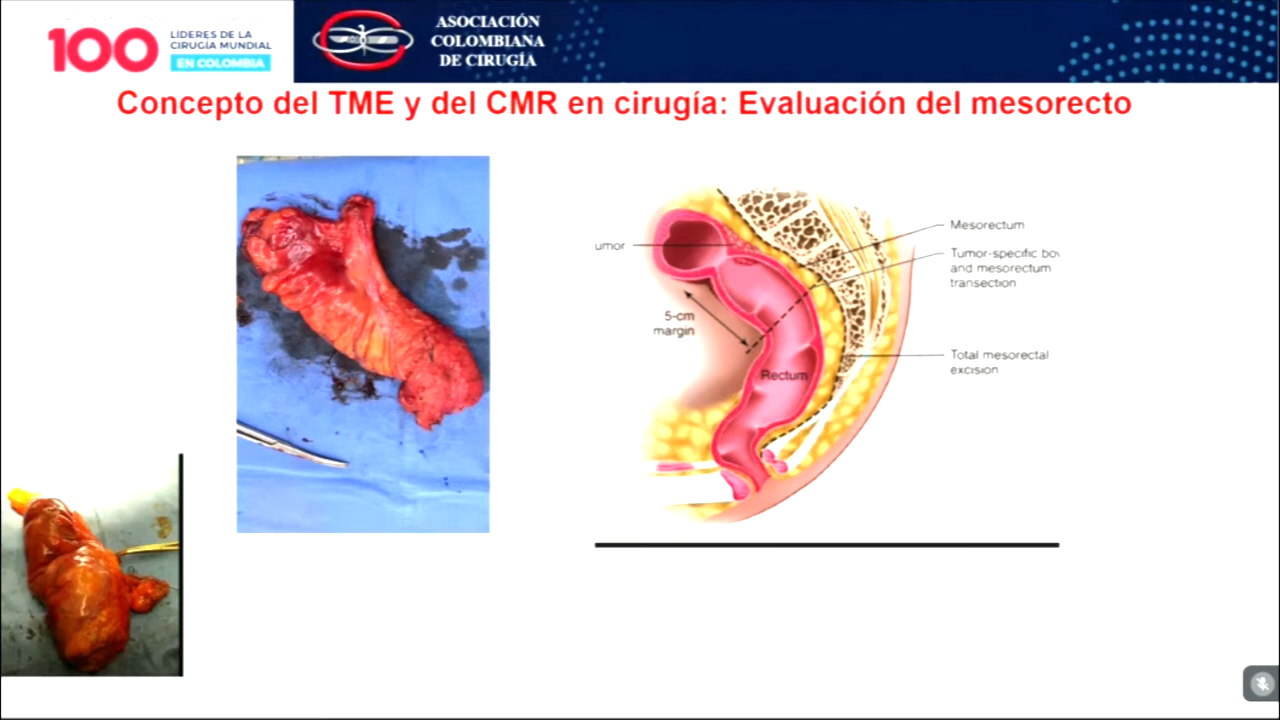 100
LÍDERES DE LA
CIRUGÍA MUNDIAL
EN COLOMBIA
ASOCIACIÓN
COLOMBIANA
DE CIRUGÍA
Concepto del TME y del CMR en cirugía: Evaluación del mesorecto
umor
Mesorectum
Tumor-specific bow
and mesorectum
transection
5-cm
margin
Total mesorectal
excision
Rectum